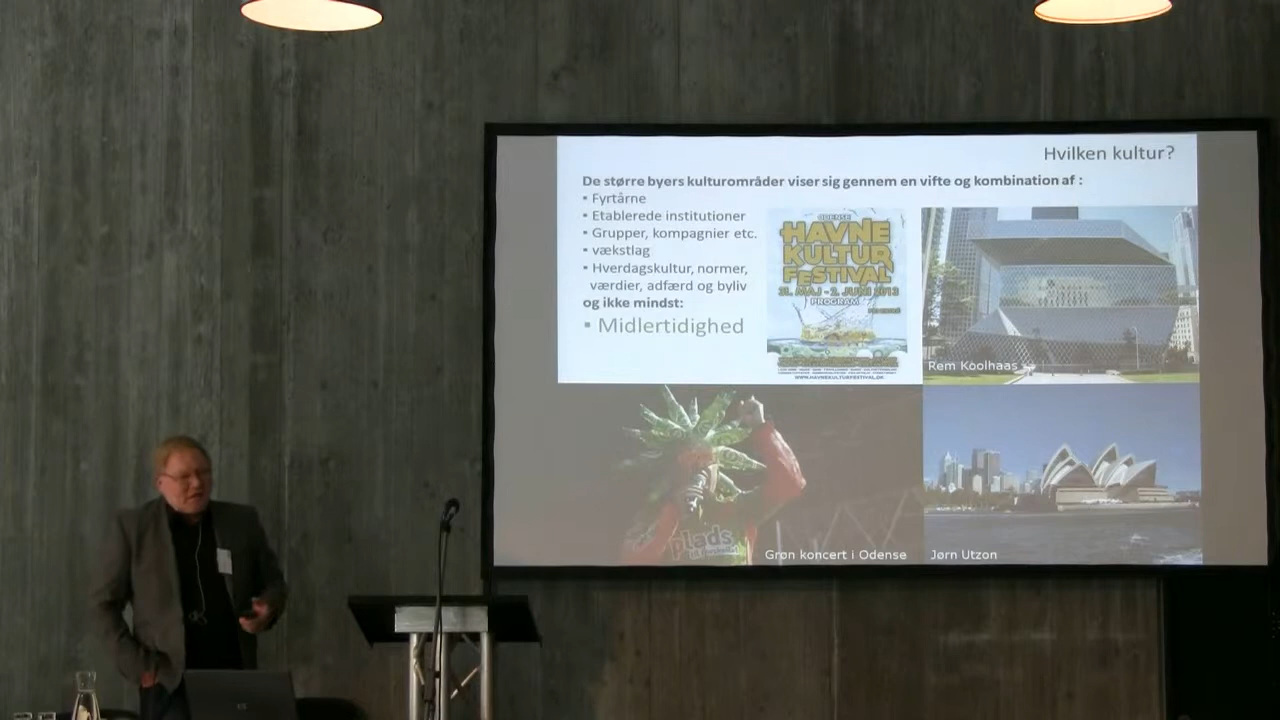 Hvilken kultur?
De større byers kulturområder viser sig gennem en vifte og kombination af :
▪ Fyrtårne
▪ Etablerede institutioner
▪ Grupper, kompagnier etc.
▪ vækstlag
▪ Hverdagskultur, normer,
værdier, adfærd og byliv
og ikke mindst:
▪ Midlertidighed
ODENSE
HAVNE
KULTUR
FESTIVAL
31. MAJ - 2. JUNI 2013
PROGRAM
WWW.HAVNEKULTURFESTIVAL.DK
Rem Koolhaas
plads
Grøn koncert i Odense
Jørn Utzon